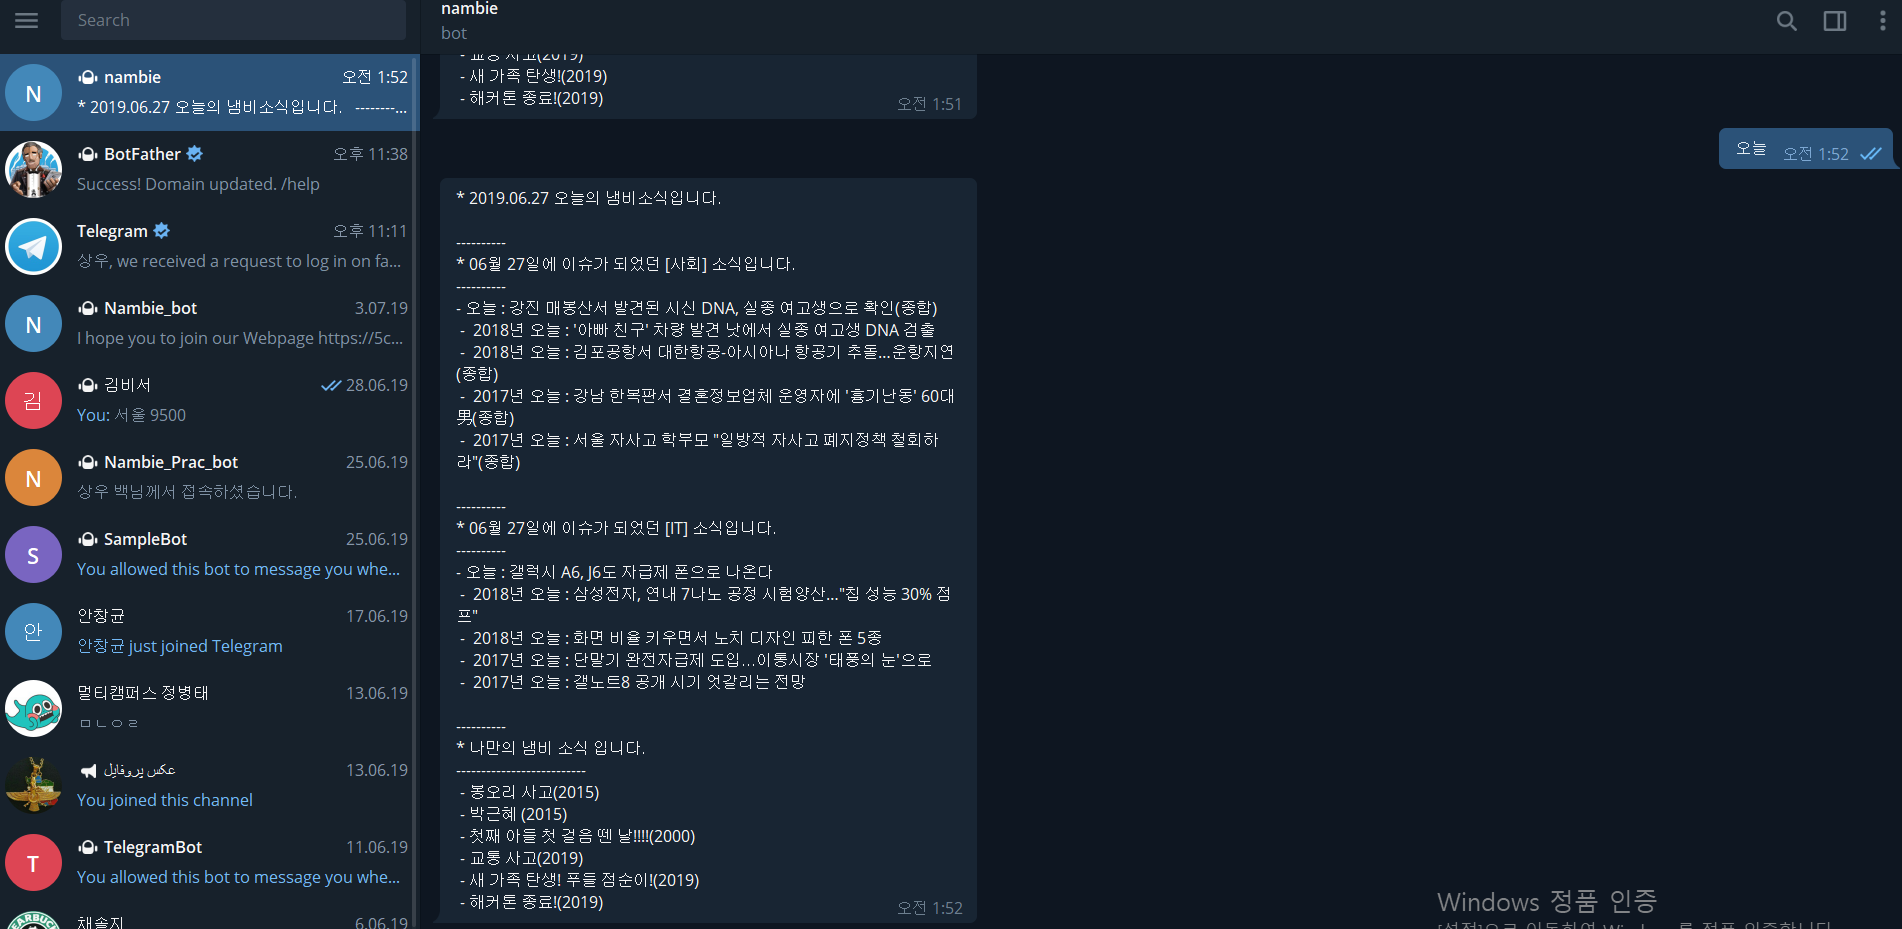 Search
nambie
오전 1:52
* 2019.06.27 오늘의 냄비소식입니다. --------...
BotFather
오후 11:38
Success! Domain updated. /help
Telegram
오후 11:11
상우, we received a request to log in on fa...
Nambie_bot
3.07.19
I hope you to join our Webpage https://5c...
김비서
28.06.19
You: 서울 9500
Nambie_Prac_bot
25.06.19
상우 백님께서 접속하셨습니다.
SampleBot
25.06.19
You allowed this bot to message you whe...
안창균
17.06.19
안창균 just joined Telegram
멀티캠퍼스 정병태
13.06.19
ㅁㄴㅇㄹ
عکس پروفایل
13.06.19
You joined this channel
TelegramBot
11.06.19
You allowed this bot to message you whe...
채솔지
6.06.19
N
N
김
N
S
안
T
nambie
bot
- 교통 사고(2019)
- 새 가족 탄생!(2019)
- 해커톤 종료!(2019)
오전 1:51
오늘 오전 1:52
* 2019.06.27 오늘의 냄비소식입니다.
----------
* 06월 27일에 이슈가 되었던 [사회] 소식입니다.
----------
- 오늘 : 강진 매봉산서 발견된 시신 DNA, 실종 여고생으로 확인(종합)
- 2018년 오늘 : '아빠 친구' 차량 발견 낫에서 실종 여고생 DNA 검출
- 2018년 오늘 : 김포공항서 대한항공-아시아나 항공기 추돌…운항지연
(종합)
- 2017년 오늘 : 강남 한복판서 결혼정보업체 운영자에 '흉기난동' 60대
男(종합)
- 2017년 오늘 : 서울 자사고 학부모 "일방적 자사고 폐지정책 철회하
라"(종합)
----------
* 06월 27일에 이슈가 되었던 [IT] 소식입니다.
----------
- 오늘 : 갤럭시 A6, J6도 자급제 폰으로 나온다
- 2018년 오늘 : 삼성전자, 연내 7나노 공정 시험양산…"칩 성능 30% 점
프"
- 2018년 오늘 : 화면 비율 키우면서 노치 디자인 피한 폰 5종
- 2017년 오늘 : 단말기 완전자급제 도입…이통시장 '태풍의 눈'으로
- 2017년 오늘 : 갤노트8 공개 시기 엇갈리는 전망
----------
* 나만의 냄비 소식 입니다.
--------------------------
- 봉오리 사고(2015)
- 박근혜 (2015)
- 첫째 아들 첫 걸음 뗀 날!!!!(2000)
- 교통 사고(2019)
- 새 가족 탄생! 푸들 점순이!(2019)
- 해커톤 종료!(2019)
오전 1:52
Windows 정품 인증
[설정]으로 이동하여 Windows를 정품 인증합니다.